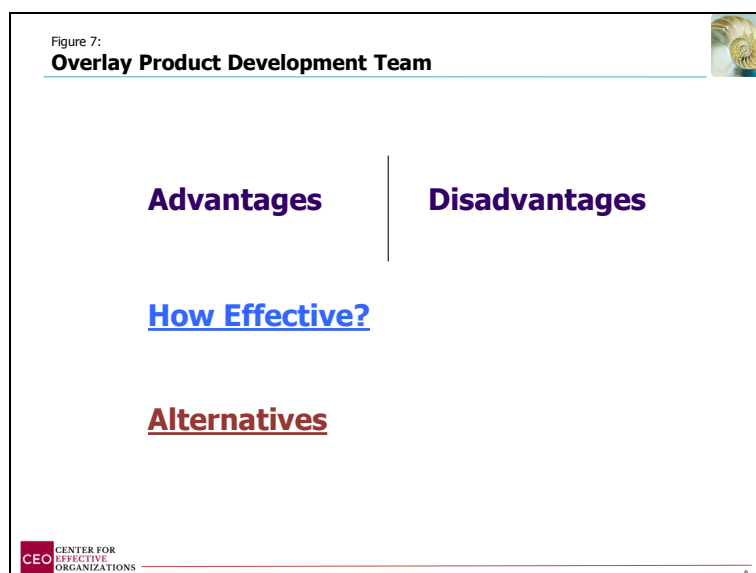 Figure 7:
Overlay Product Development Team
Advantages
Disadvantages
How Effective?
Alternatives
CEO
CENTER FOR
EFFECTIVE
ORGANIZATIONS